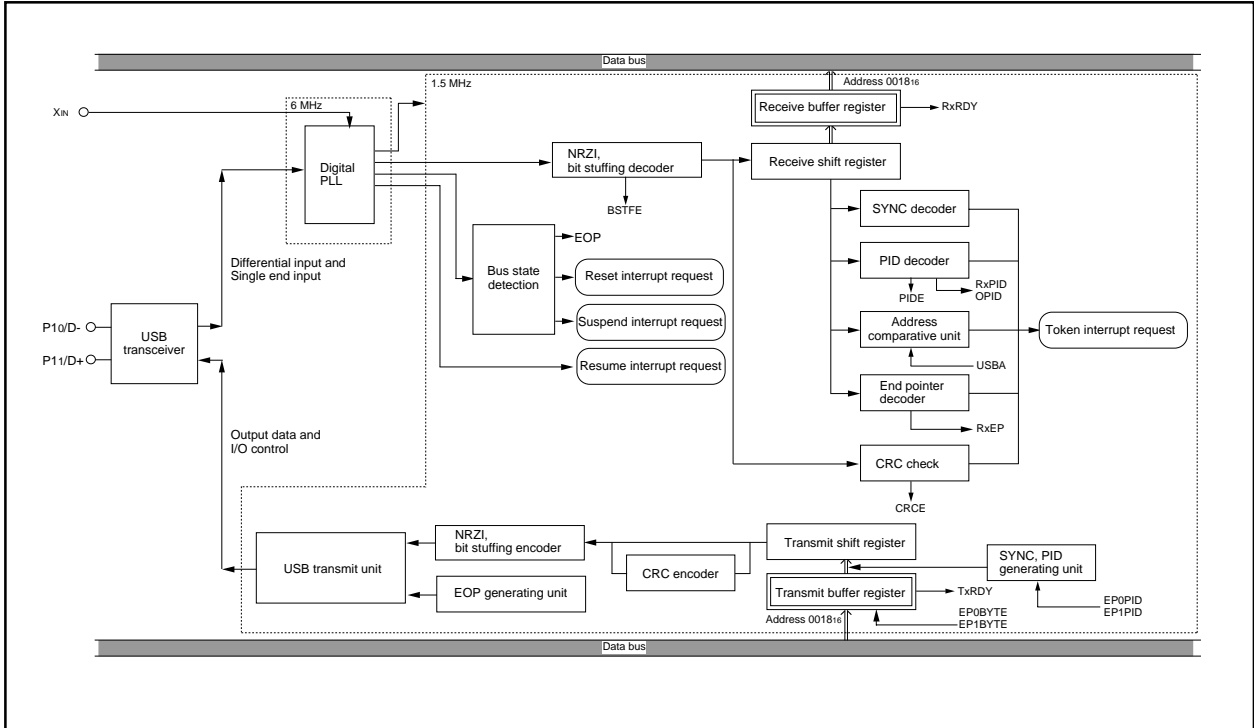 Data bus
1.5 MHz
Address 001816
XIN
6 MHz
Receive buffer register
RxRDY
Digital
PLL
NRZI,
bit stuffing decoder
Receive shift register
BSTFE
SYNC decoder
EOP
Differential input and
Single end input
Bus state
detection
Reset interrupt request
PID decoder
PIDE
RxPID
OPID
P10/D-
P11/D+
USB
transceiver
Suspend interrupt request
Address
comparative unit
Token interrupt request
Resume interrupt request
USBA
End pointer
decoder
RxEP
Output data and
I/O control
CRC check
CRCE
NRZI,
bit stuffing encoder
Transmit shift register
SYNC, PID
generating unit
USB transmit unit
CRC encoder
EOP generating unit
Transmit buffer register
TxRDY
EP0PID
EP1PID
Address 001816
EP0BYTE
EP1BYTE
Data bus